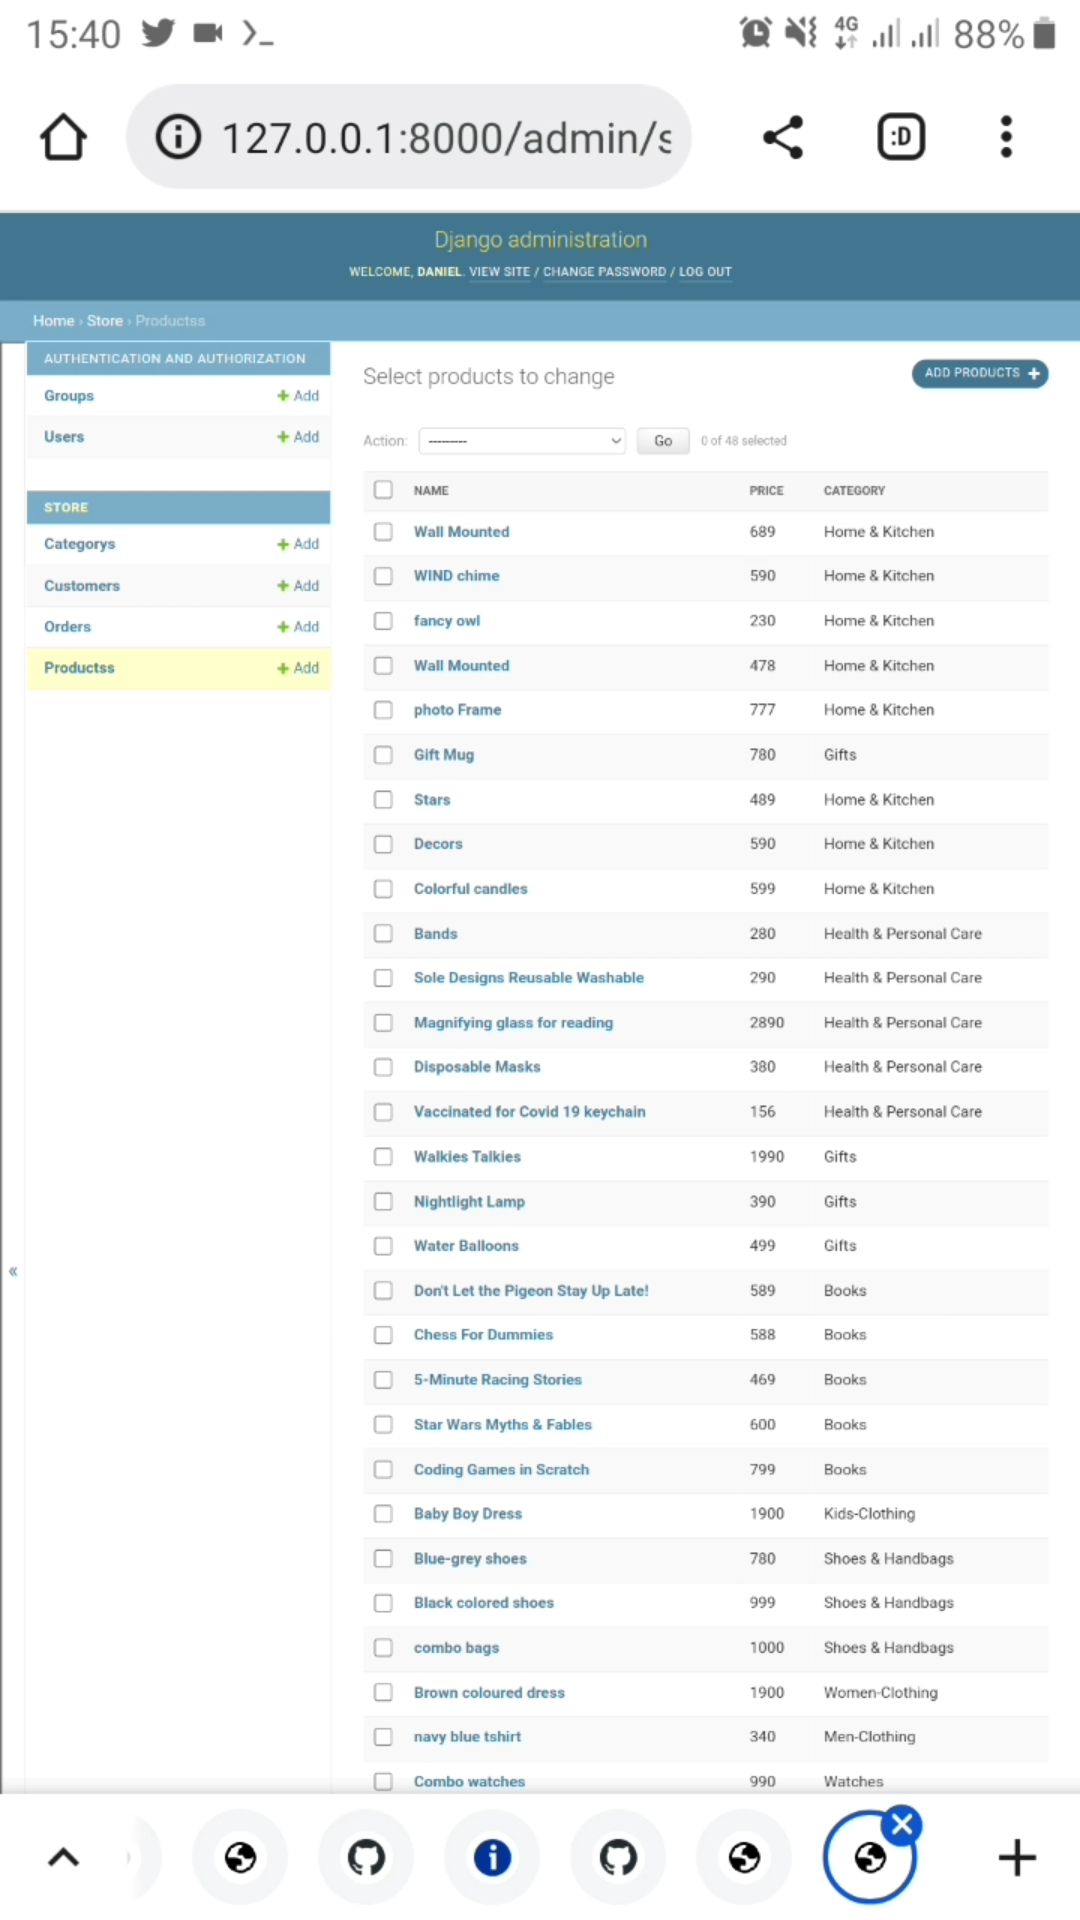 15:40 4G 88%
127.0.0.1:8000/admin/s :D
Django administration
WELCOME, DANIEL. VIEW SITE / CHANGE PASSWORD / LOG OUT
Home › Store › Productss
AUTHENTICATION AND AUTHORIZATION
Groups + Add
Users + Add
STORE
Categorys + Add
Customers + Add
Orders + Add
Productss + Add
«
Select products to change
ADD PRODUCTS +
Action: --------- Go 0 of 48 selected
NAME PRICE CATEGORY
Wall Mounted 689 Home & Kitchen
WIND chime 590 Home & Kitchen
fancy owl 230 Home & Kitchen
Wall Mounted 478 Home & Kitchen
photo Frame 777 Home & Kitchen
Gift Mug 780 Gifts
Stars 489 Home & Kitchen
Decors 590 Home & Kitchen
Colorful candles 599 Home & Kitchen
Bands 280 Health & Personal Care
Sole Designs Reusable Washable 290 Health & Personal Care
Magnifying glass for reading 2890 Health & Personal Care
Disposable Masks 380 Health & Personal Care
Vaccinated for Covid 19 keychain 156 Health & Personal Care
Walkies Talkies 1990 Gifts
Nightlight Lamp 390 Gifts
Water Balloons 499 Gifts
Don't Let the Pigeon Stay Up Late! 589 Books
Chess For Dummies 588 Books
5-Minute Racing Stories 469 Books
Star Wars Myths & Fables 600 Books
Coding Games in Scratch 799 Books
Baby Boy Dress 1900 Kids-Clothing
Blue-grey shoes 780 Shoes & Handbags
Black colored shoes 999 Shoes & Handbags
combo bags 1000 Shoes & Handbags
Brown coloured dress 1900 Women-Clothing
navy blue tshirt 340 Men-Clothing
Combo watches 990 Watches